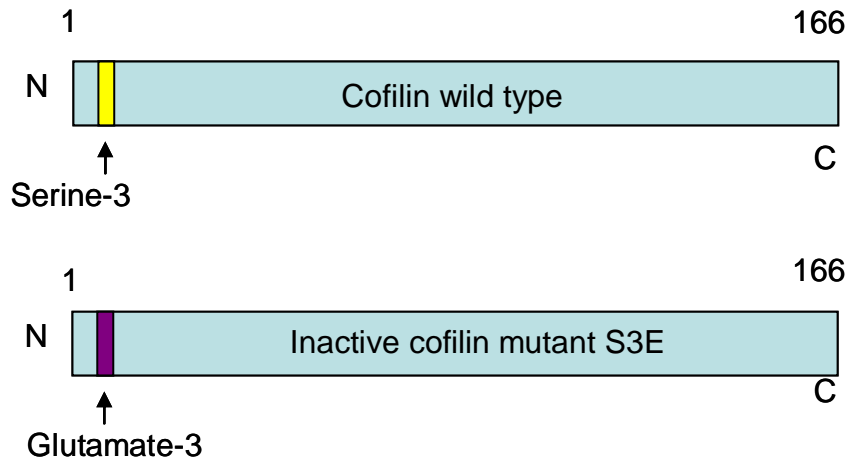 1 166
N Cofilin wild type
C
Serine-3
1 166
N Inactive cofilin mutant S3E
C
Glutamate-3